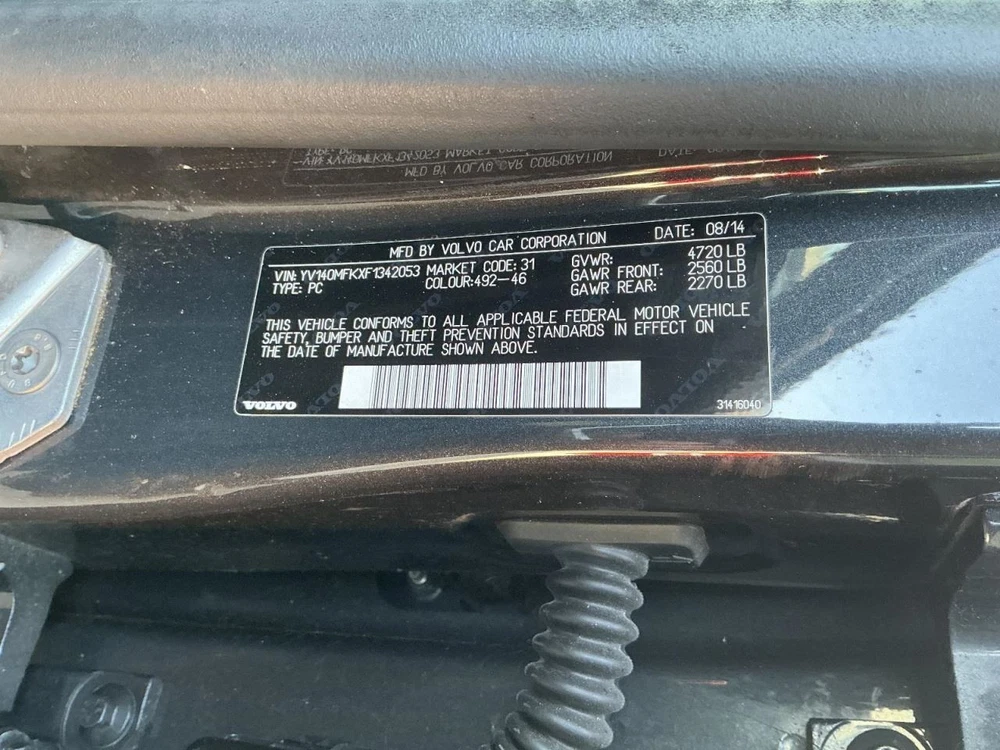 MFD BY VOLVO CAR CORPORATION DATE: 08/14
VIN: YV140MFKXF1342053 MARKET CODE: 31 GVWR: 4720 LB
TYPE: PC COLOUR:492-46 GAWR FRONT: 2560 LB
GAWR REAR: 2270 LB
THIS VEHICLE CONFORMS TO ALL APPLICABLE FEDERAL MOTOR VEHICLE
SAFETY, BUMPER AND THEFT PREVENTION STANDARDS IN EFFECT ON
THE DATE OF MANUFACTURE SHOWN ABOVE.
VOLVO 31416040